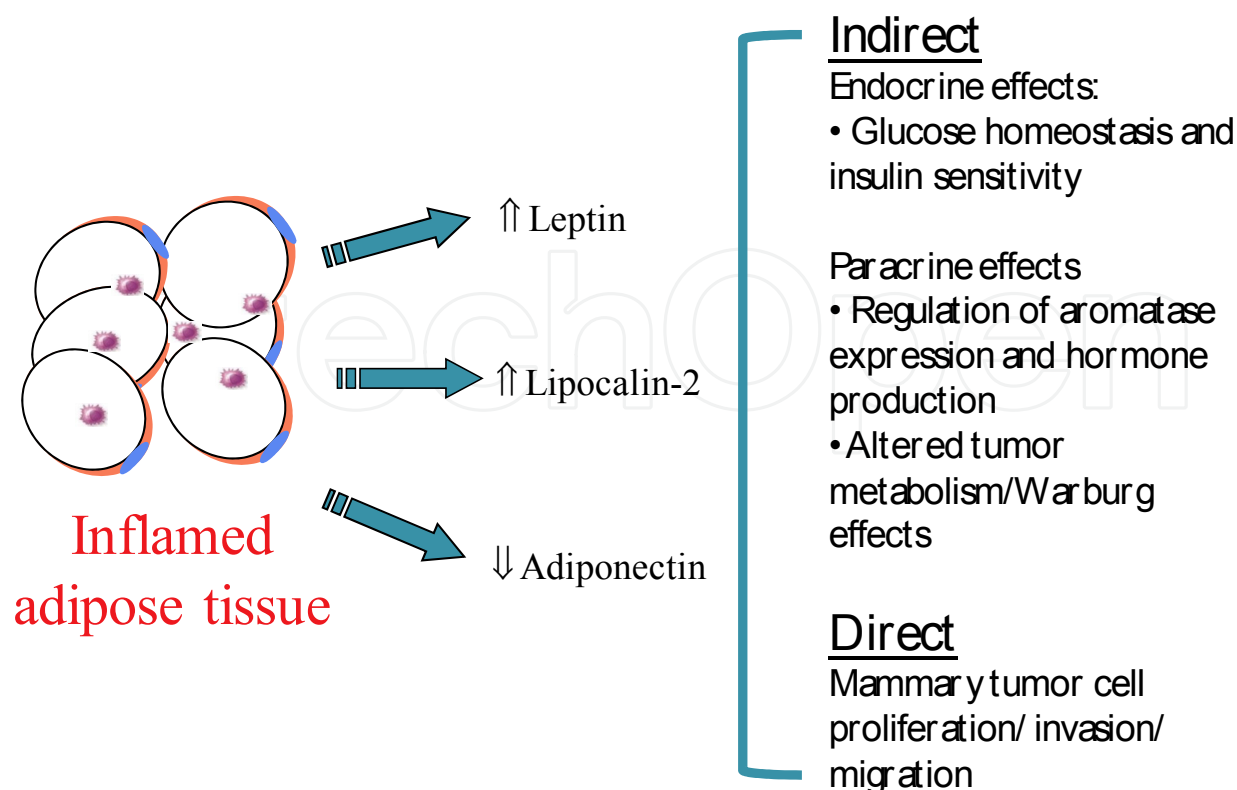 Indirect
Endocrine effects:
• Glucose homeostasis and
insulin sensitivity
Paracrine effects
• Regulation of aromatase
expression and hormone
production
• Altered tumor
metabolism/Warburg
effects
Direct
Mammary tumor cell
proliferation/ invasion/
migration
⇑ Leptin
⇑ Lipocalin-2
⇓ Adiponectin
Inflamed
adipose tissue